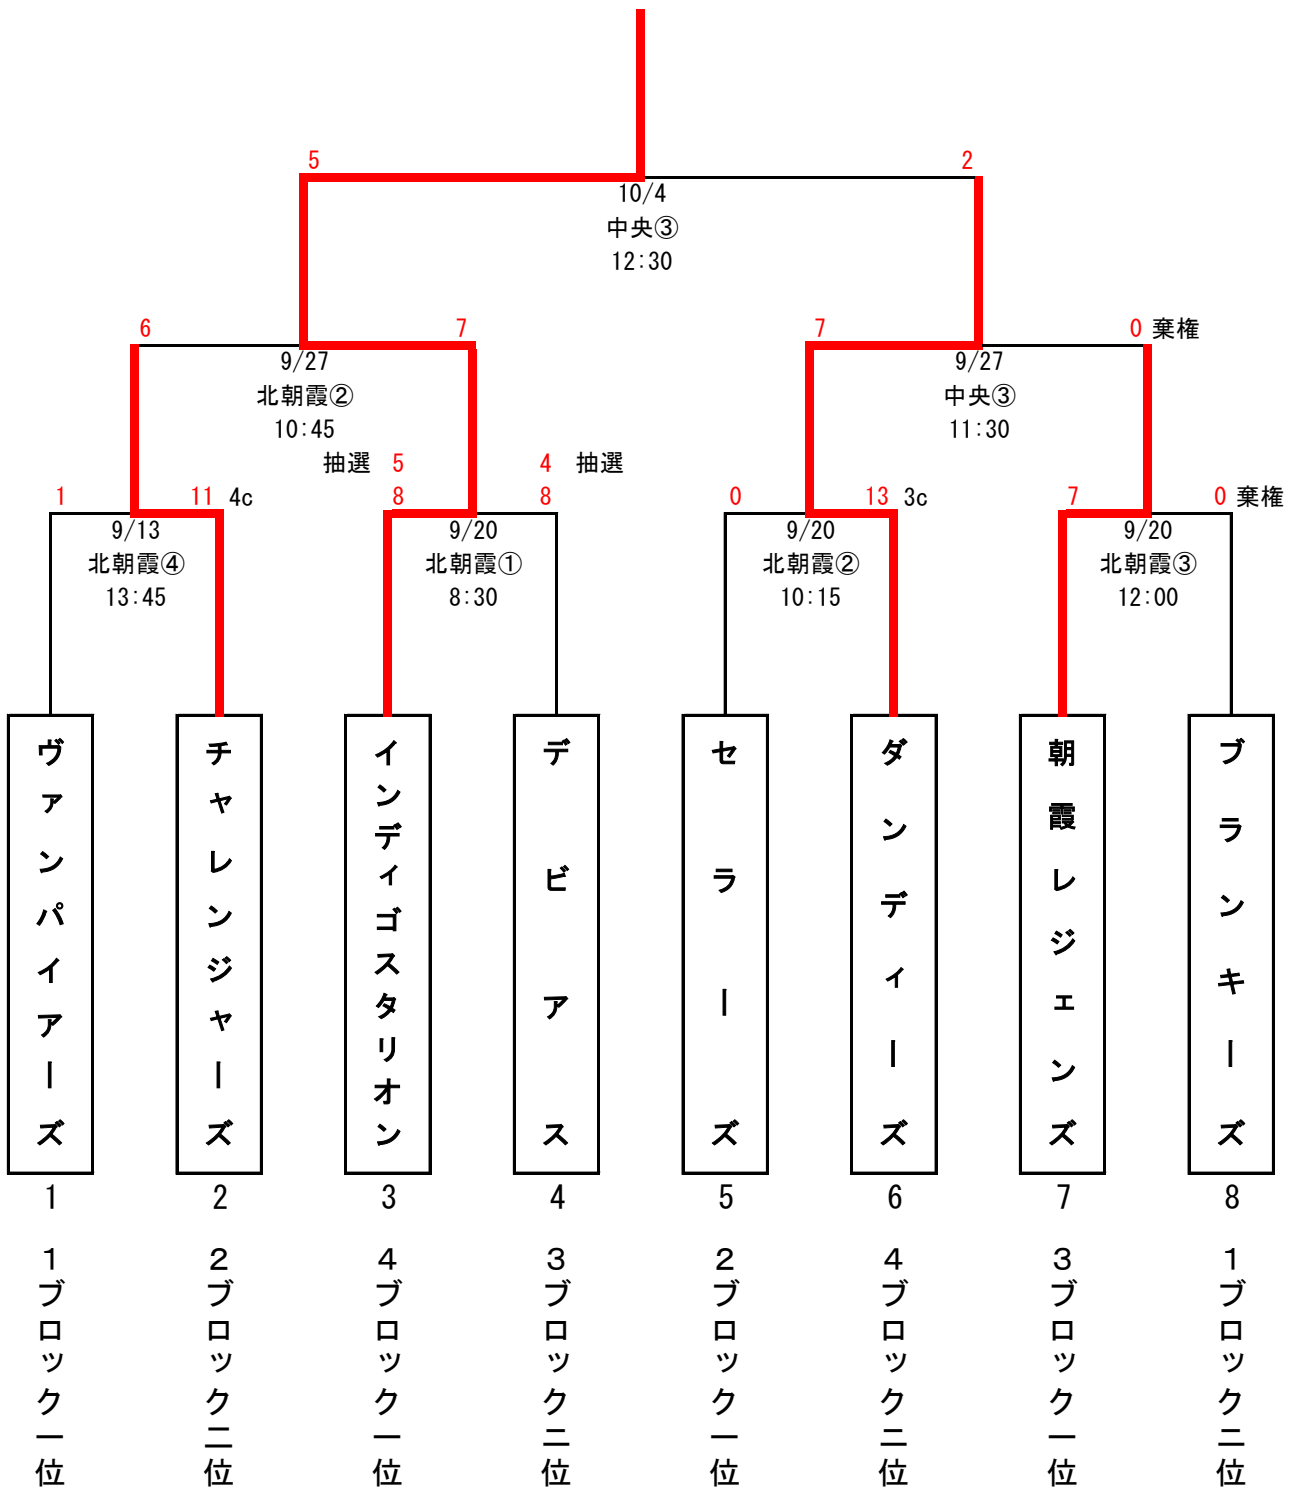 5
2
10/4
中央③
12:30
6
7
7
0 棄権
9/27
北朝霞②
10:45
9/27
中央③
11:30
抽選 5
4 抽選
1
11 4c
8
8
0
13 3c
7
0 棄権
9/13
北朝霞④
13:45
9/20
北朝霞①
8:30
9/20
北朝霞②
10:15
9/20
北朝霞③
12:00
ヴァンパイアーズ
チャレンジャーズ
インディゴスタリオン
デビアス
セラーズ
ダンディーズ
朝霞レジェンズ
ブランキーズ
1
2
3
4
5
6
7
8
1ブロック一位
2ブロック二位
4ブロック一位
3ブロック二位
2ブロック一位
4ブロック二位
3ブロック一位
1ブロック二位